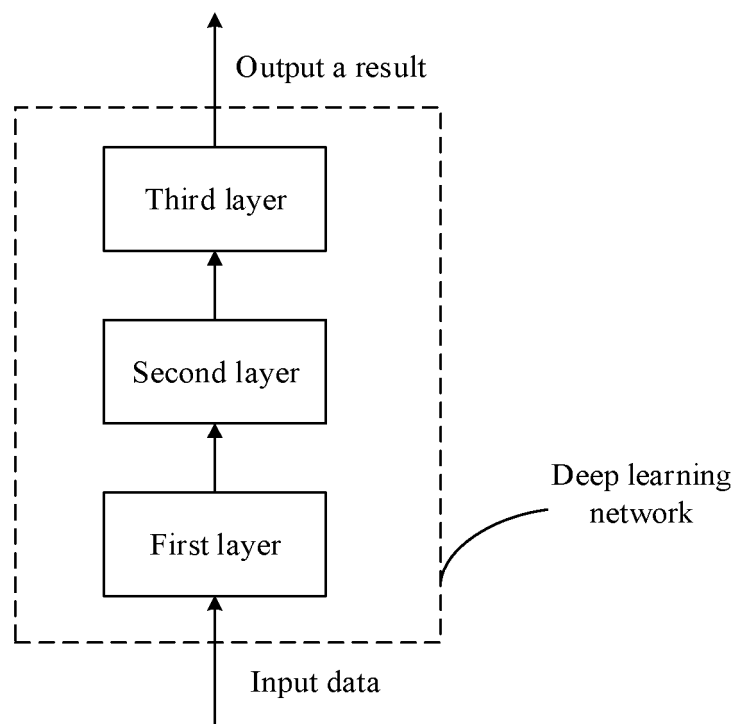 Output a result
Third layer
Second layer
Deep learning
network
First layer
Input data